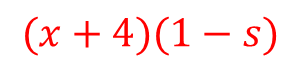 (x + 4)(1 − s)